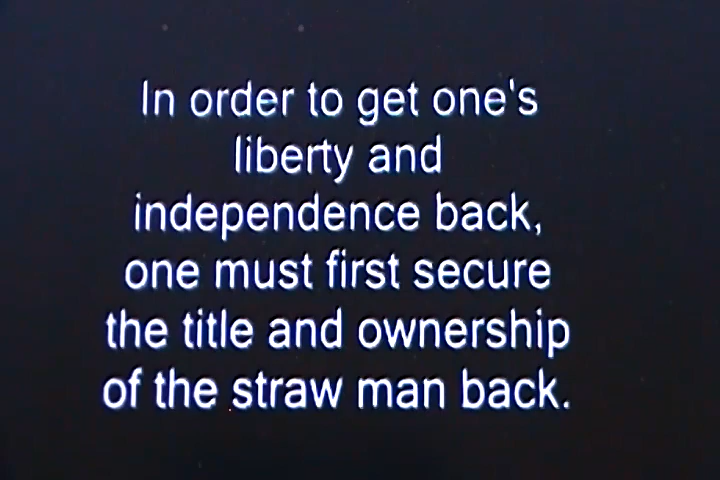 In order to get one's
liberty and
independence back,
one must first secure
the title and ownership
of the straw man back.